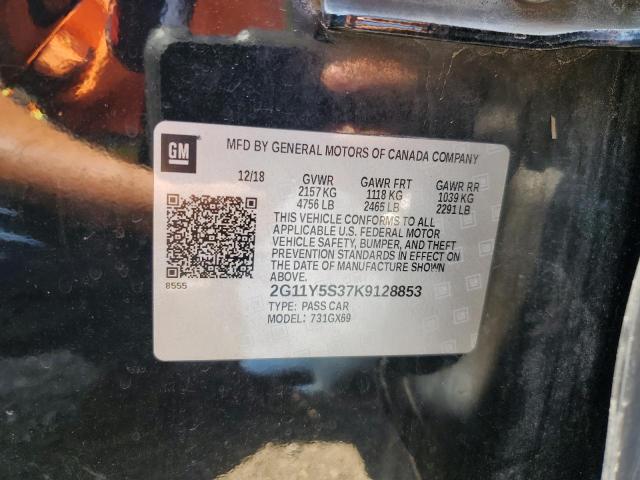 GM
MFD BY GENERAL MOTORS OF CANADA COMPANY
12/18 GVWR GAWR FRT GAWR RR
2157 KG 1118 KG 1039 KG
4756 LB 2465 LB 2291 LB
THIS VEHICLE CONFORMS TO ALL
APPLICABLE U.S. FEDERAL MOTOR
VEHICLE SAFETY, BUMPER, AND THEFT
PREVENTION STANDARDS IN EFFECT ON
THE DATE OF MANUFACTURE SHOWN
ABOVE.
8555
2G11Y5S37K9128853
TYPE: PASS CAR
MODEL: 731GX69